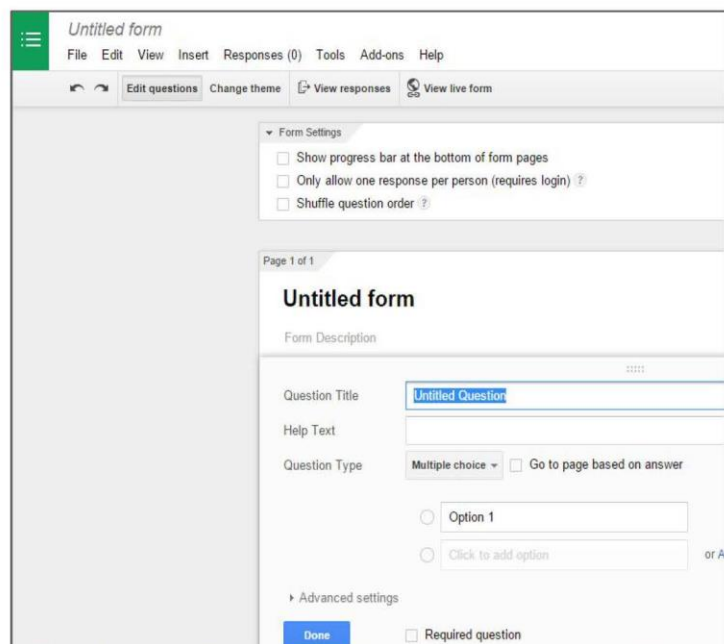 Untitled form
File Edit View Insert Responses (0) Tools Add-ons Help
Edit questions Change theme View responses View live form
Form Settings
Show progress bar at the bottom of form pages
Only allow one response per person (requires login) ?
Shuffle question order ?
Page 1 of 1
Untitled form
Form Description
Question Title Untitled Question
Help Text
Question Type Multiple choice Go to page based on answer
Option 1
Click to add option or A
Advanced settings
Done Required question